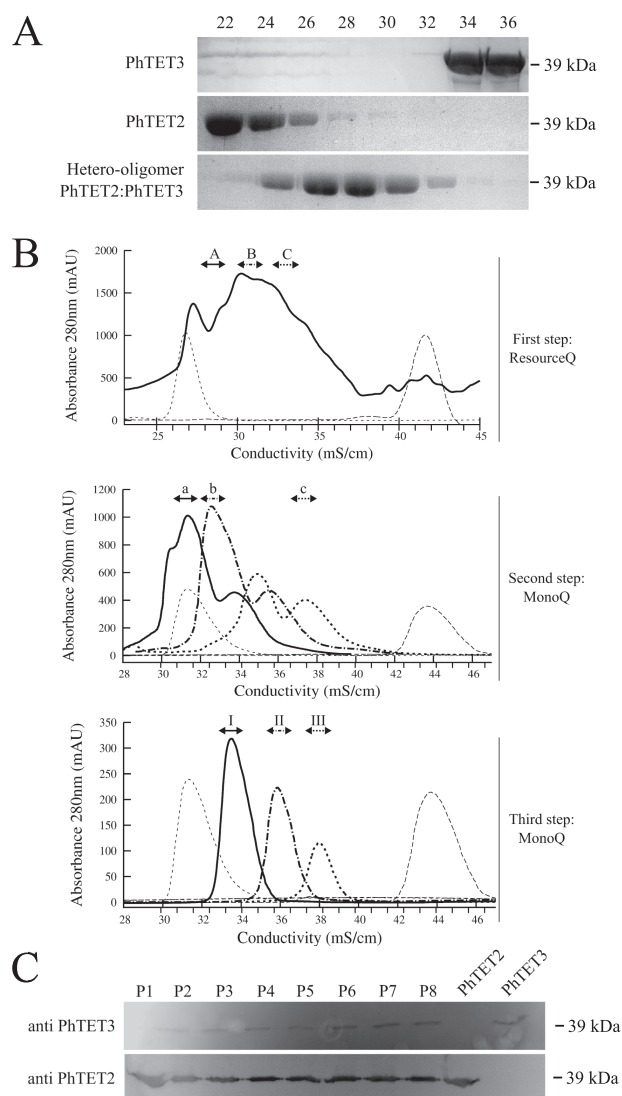 A
22 24 26 28 30 32 34 36
PhTET3
39 kDa
PhTET2
39 kDa
Hetero-oligomer
PhTET2:PhTET3
39 kDa
B
Absorbance 280nm (mAU)
2000
1500
1000
500
0
A B C
25 30 35 40 45
Conductivity (mS/cm)
First step:
ResourceQ
Absorbance 280nm (mAU)
1200
1000
800
600
400
200
0
a b c
28 30 32 34 36 38 40 42 44 46
Conductivity (mS/cm)
Second step:
MonoQ
Absorbance 280nm (mAU)
350
300
250
200
150
100
50
0
I II III
28 30 32 34 36 38 40 42 44 46
Conductivity (mS/cm)
Third step:
MonoQ
C
P1 P2 P3 P4 P5 P6 P7 P8 PhTET2 PhTET3
anti PhTET3
39 kDa
anti PhTET2
39 kDa